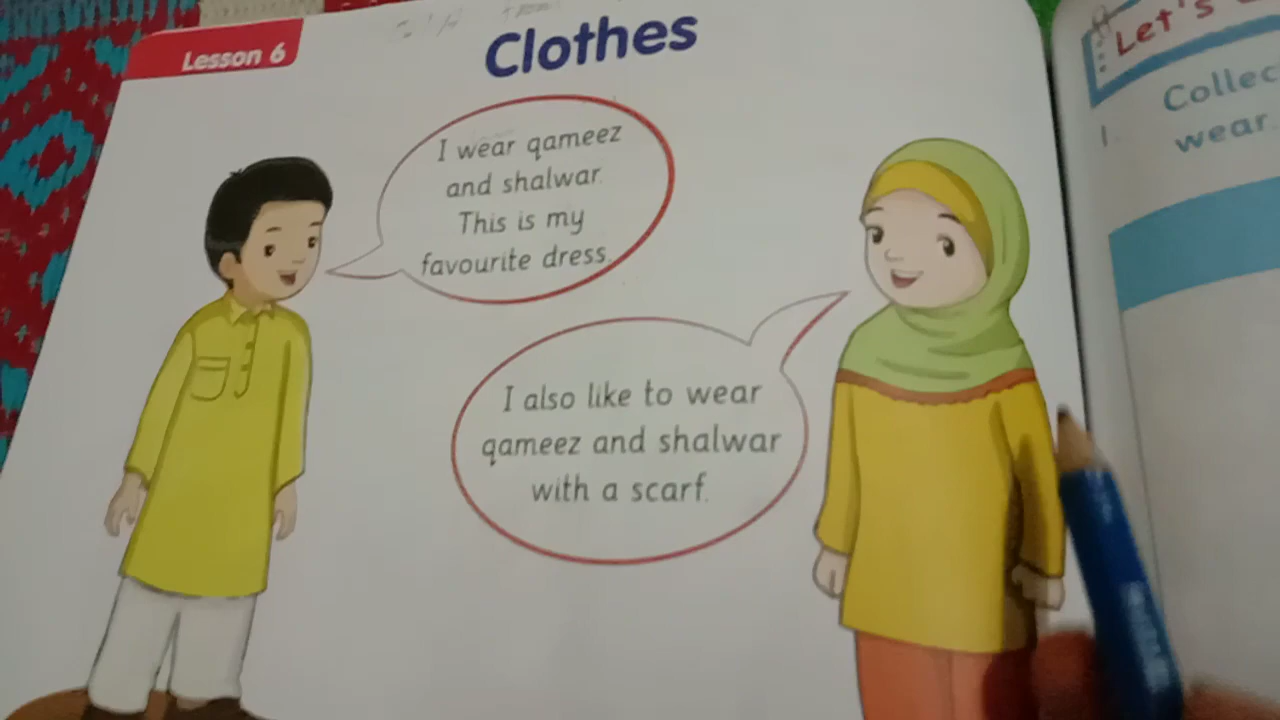 Lesson 6
Clothes
I wear qameez
and shalwar.
This is my
favourite dress.
I also like to wear
qameez and shalwar
with a scarf.
Let's
1.
wear.